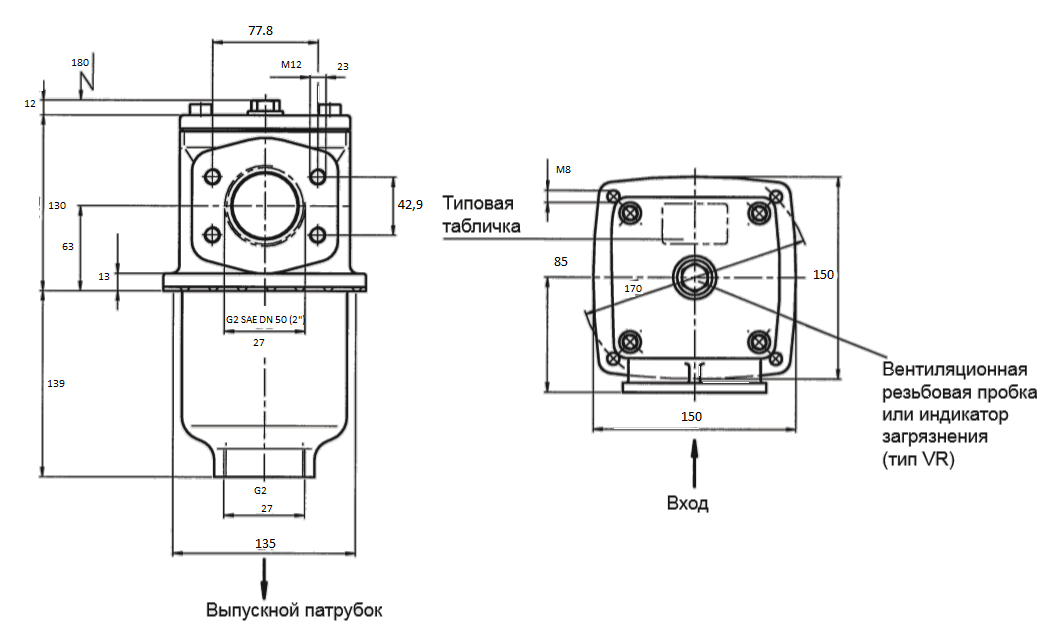 77.8
180
M12
23
12
130
42,9
63
13
G2 SAE DN 50 (2")
27
139
G2
27
135
Выпускной патрубок
M8
Типовая
табличка
85
170
150
150
Вход
Вентиляционная
резьбовая пробка
или индикатор
загрязнения
(тип VR)